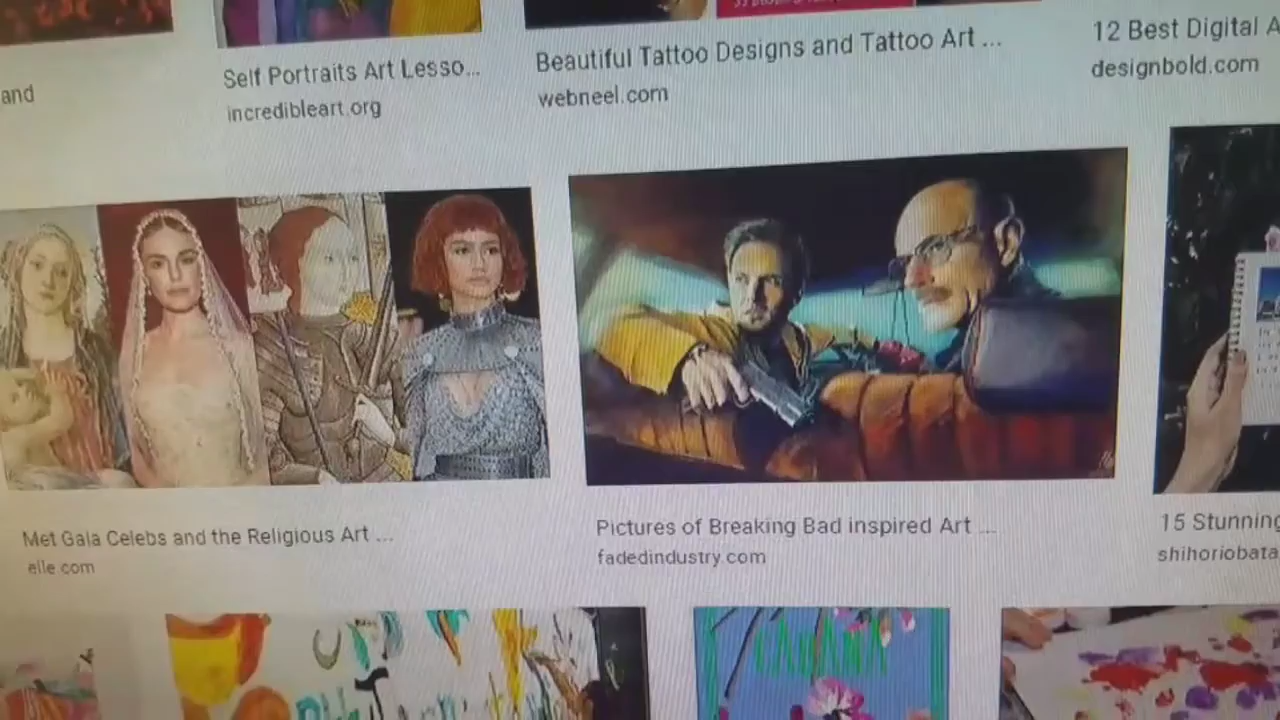 and
Self Portraits Art Lesso...
incredibleart.org
Beautiful Tattoo Designs and Tattoo Art ...
webneel.com
12 Best Digital A
designbold.com
Met Gala Celebs and the Religious Art ...
elle.com
Pictures of Breaking Bad inspired Art ...
fadedindustry.com
15 Stunning
shihoriobata